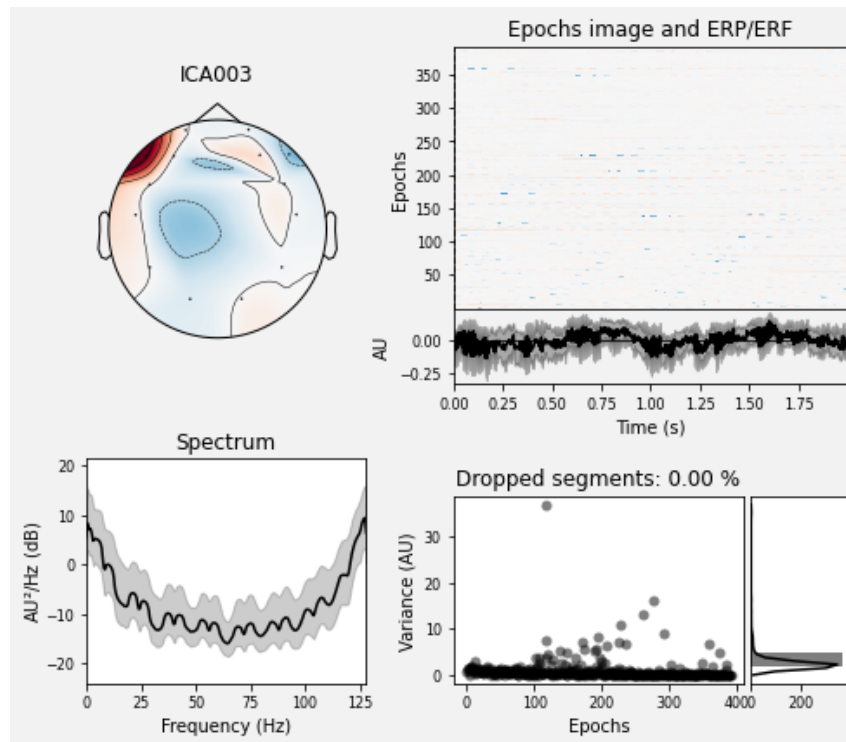 Epochs image and ERP/ERF
ICA003
350
300
250
200
150
100
50
Epochs
0.00
−0.25
AU
0.00 0.25 0.50 0.75 1.00 1.25 1.50 1.75
Time (s)
Spectrum
20
10
0
−10
−20
AU²/Hz (dB)
0 25 50 75 100 125
Frequency (Hz)
Dropped segments: 0.00 %
30
20
10
0
Variance (AU)
0 100 200 300 400
Epochs
0 200